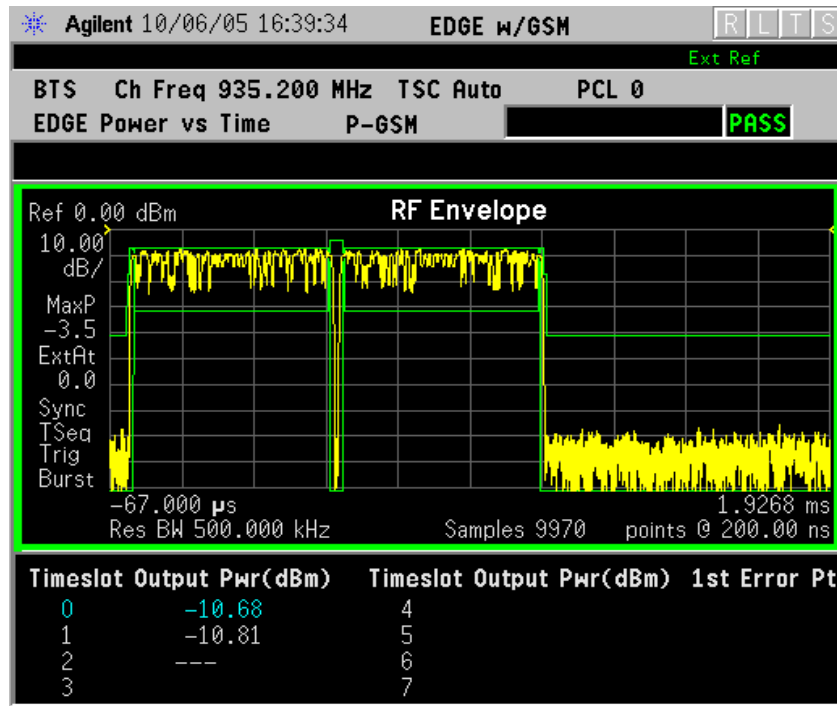 Agilent 10/06/05 16:39:34 EDGE w/GSM R L T S
Ext Ref
BTS Ch Freq 935.200 MHz TSC Auto PCL 0
EDGE Power vs Time P-GSM PASS
Ref 0.00 dBm RF Envelope
10.00
dB/
MaxP
-3.5
ExtAt
0.0
Sync
TSeq
Trig
Burst
-67.000 µs 1.9268 ms
Res BW 500.000 kHz Samples 9970 points @ 200.00 ns
Timeslot Output Pwr(dBm) Timeslot Output Pwr(dBm) 1st Error Pt
0 -10.68 4
1 -10.81 5
2 --- 6
3 7